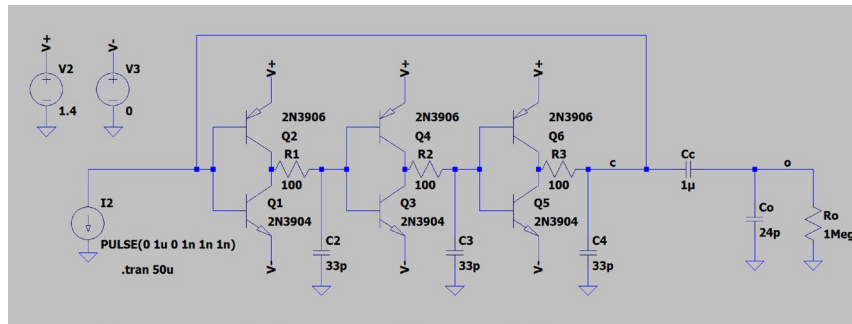 V+
V2
1.4
V-
V3
0
I2
PULSE(0 1u 0 1n 1n 1n)
.tran 50u
V+
2N3906
Q2
R1
100
Q1
2N3904
V-
C2
33p
V+
2N3906
Q4
R2
100
Q3
2N3904
V-
C3
33p
V+
2N3906
Q6
R3
100
Q5
2N3904
V-
C4
33p
c
Cc
1µ
o
Co
24p
Ro
1Meg